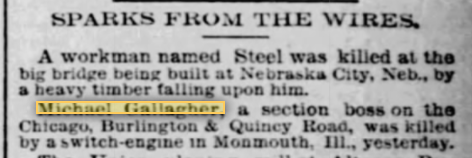 SPARKS FROM THE WIRES.
A workman named Steel was killed at the
big bridge being built at Nebraska City, Neb., by
a heavy timber falling upon him.
Michael Gallagher, a section boss on the
Chicago, Burlington & Quincy Road, was killed
by a switch-engine in Monmouth, Ill., yesterday.